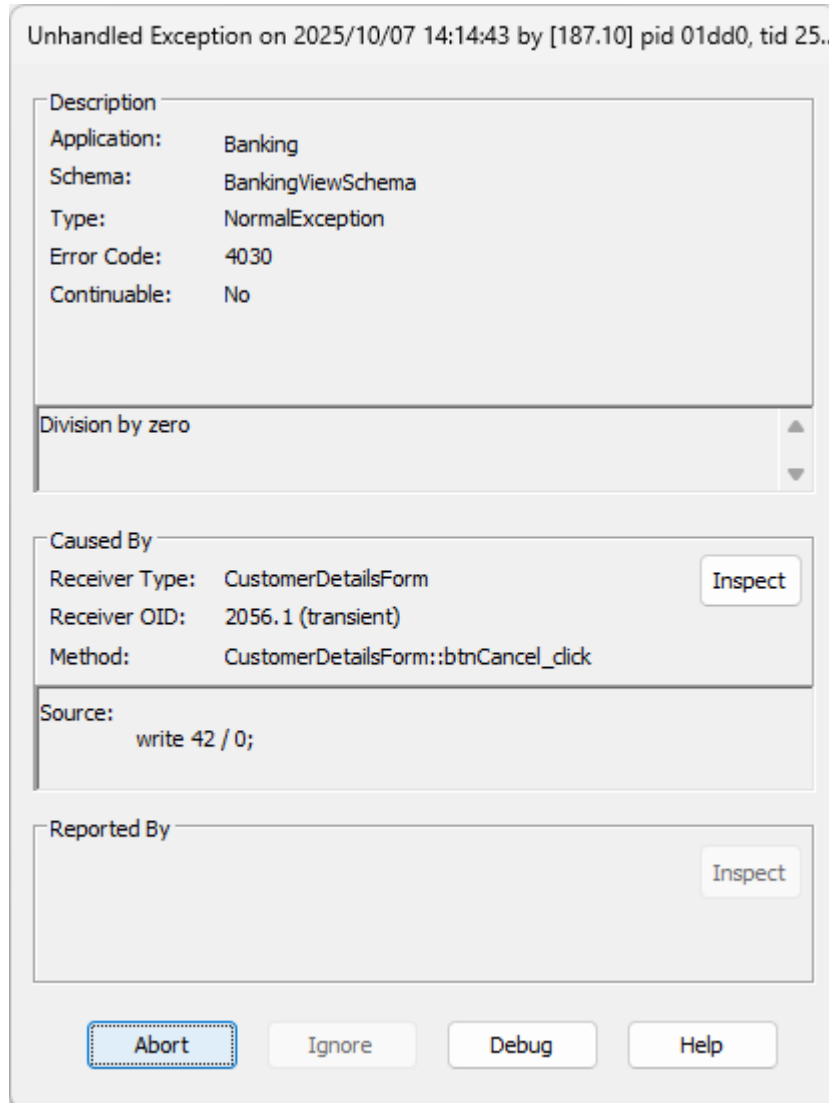 Unhandled Exception on 2025/10/07 14:14:43 by [187.10] pid 01dd0, tid 25..
Description
Application: Banking
Schema: BankingViewSchema
Type: NormalException
Error Code: 4030
Continuable: No
Division by zero
Caused By
Receiver Type: CustomerDetailsForm
Inspect
Receiver OID: 2056.1 (transient)
Method: CustomerDetailsForm::btnCancel_click
Source:
write 42 / 0;
Reported By
Inspect
Abort Ignore Debug Help